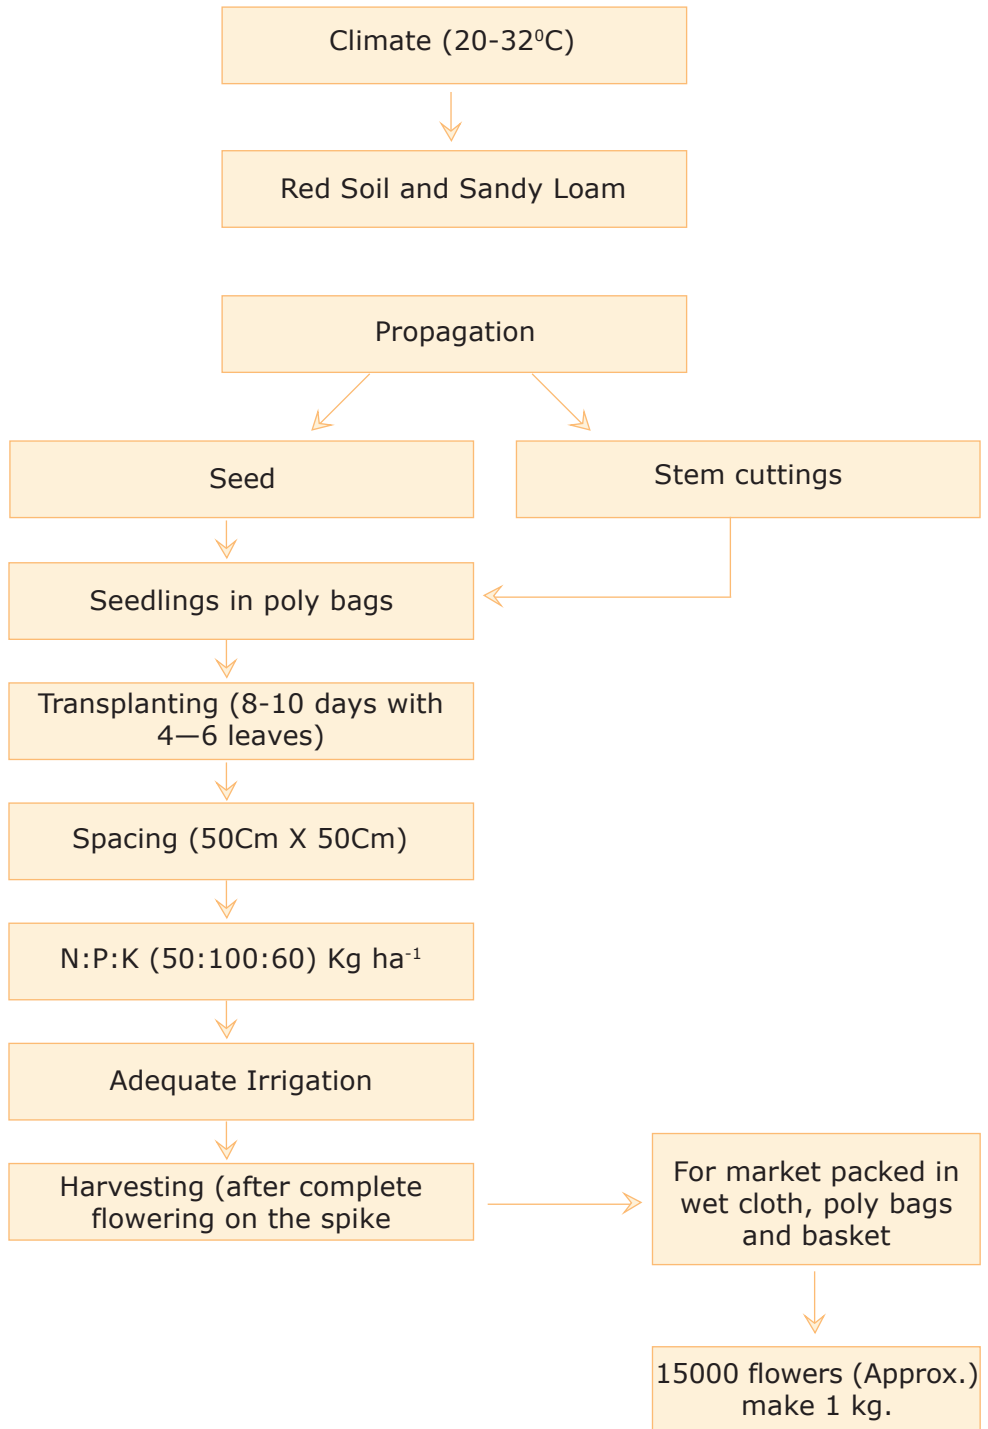 Climate (20-32⁰C)
Red Soil and Sandy Loam
Propagation
Seed
Stem cuttings
Seedlings in poly bags
Transplanting (8-10 days with
4—6 leaves)
Spacing (50Cm X 50Cm)
N:P:K (50:100:60) Kg ha⁻¹
Adequate Irrigation
Harvesting (after complete
flowering on the spike
For market packed in
wet cloth, poly bags
and basket
15000 flowers (Approx.)
make 1 kg.